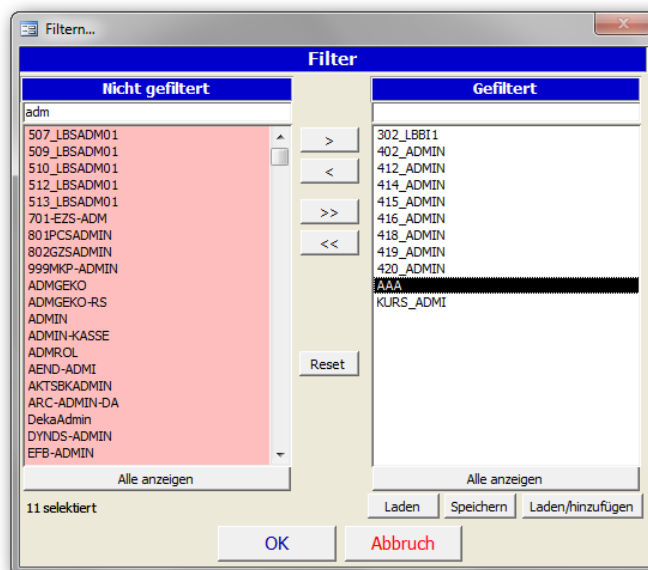 Filtern...
Filter
Nicht gefiltert
adm
507_LBSADM01
509_LBSADM01
510_LBSADM01
512_LBSADM01
513_LBSADM01
701-EZS-ADM
801PCSADMIN
802GZSADMIN
999MKP-ADMIN
ADMGEKO
ADMGEKO-RS
ADMIN
ADMIN-KASSE
ADMROL
AEND-ADMI
AKTSBKADMIN
ARC-ADMIN-DA
DekaAdmin
DYNDS-ADMIN
EFB-ADMIN
Alle anzeigen
11 selektiert
>
<
>>
<<
Reset
Gefiltert
302_LBBI1
402_ADMIN
412_ADMIN
414_ADMIN
415_ADMIN
416_ADMIN
418_ADMIN
419_ADMIN
420_ADMIN
AAA
KURS_ADMI
Alle anzeigen
Laden
Speichern
Laden/hinzufügen
OK
Abbruch